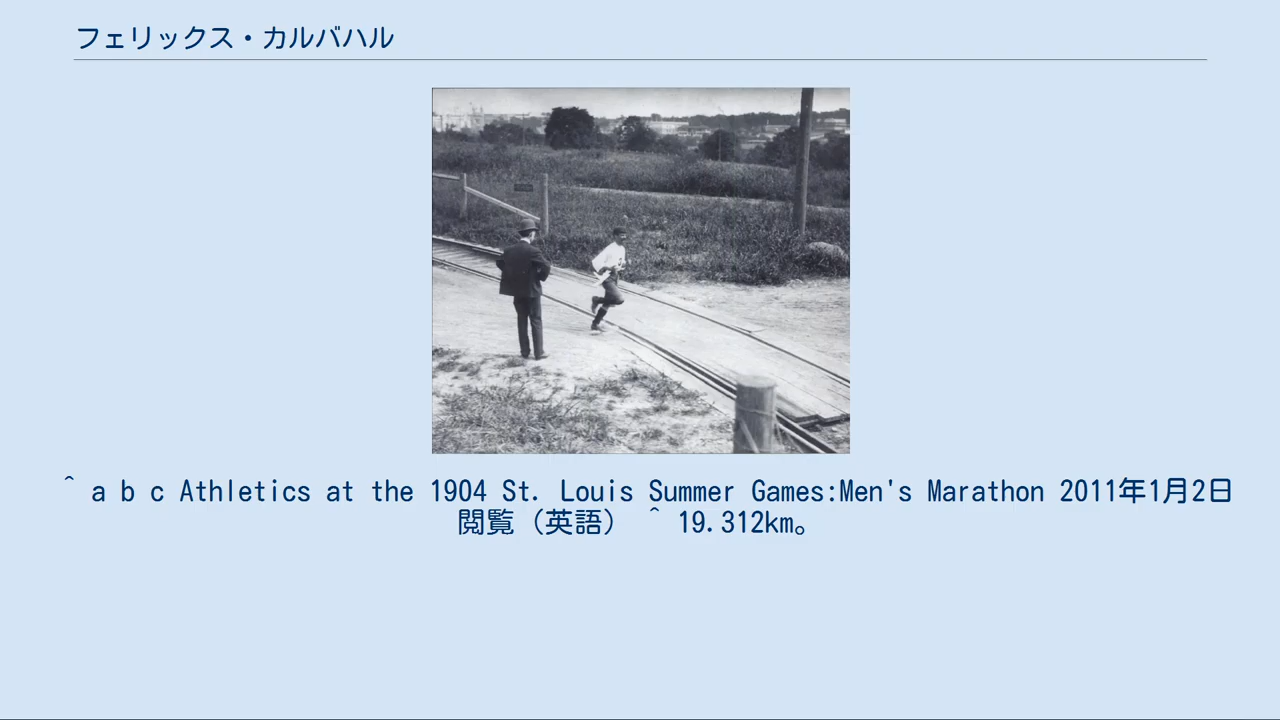 フェリックス・カルバハル
^ a b c Athletics at the 1904 St. Louis Summer Games:Men's Marathon 2011年1月2日
閲覧（英語） ^ 19.312km。